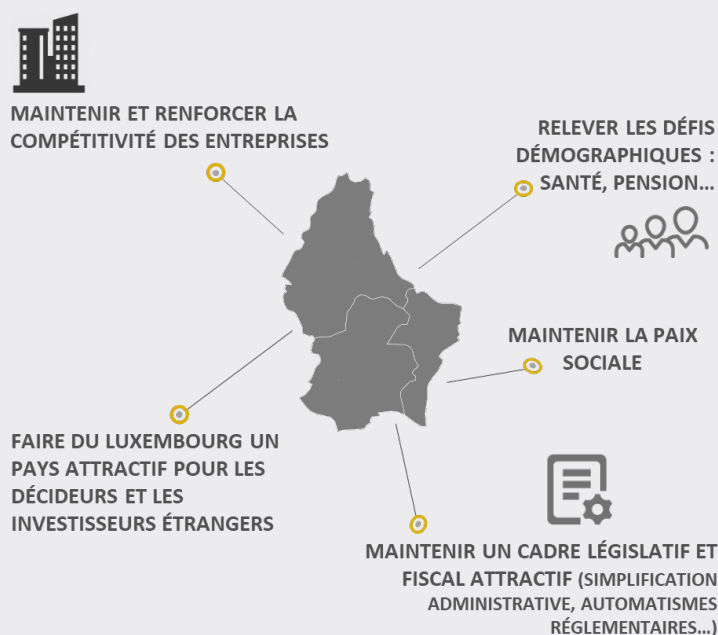 MAINTENIR ET RENFORCER LA
COMPÉTITIVITÉ DES ENTREPRISES
RELEVER LES DÉFIS
DÉMOGRAPHIQUES :
SANTÉ, PENSION...
MAINTENIR LA PAIX
SOCIALE
FAIRE DU LUXEMBOURG UN
PAYS ATTRACTIF POUR LES
DÉCIDEURS ET LES
INVESTISSEURS ÉTRANGERS
MAINTENIR UN CADRE LÉGISLATIF ET
FISCAL ATTRACTIF (SIMPLIFICATION
ADMINISTRATIVE, AUTOMATISMES
RÉGLEMENTAIRES...)